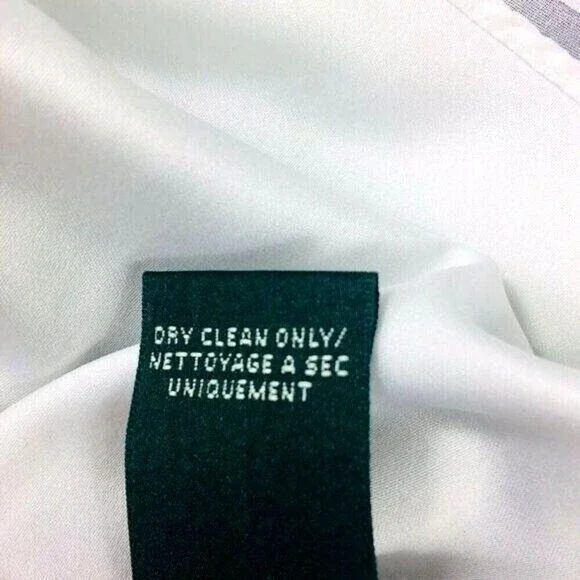 DRY CLEAN ONLY/
NETTOYAGE A SEC
UNIQUEMENT